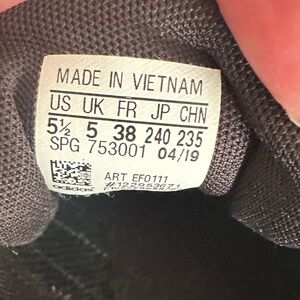 MADE IN VIETNAM
US UK FR JP CHN
5½ 5 38 240 235
SPG 753001 04/19
ART EF0111
adidas